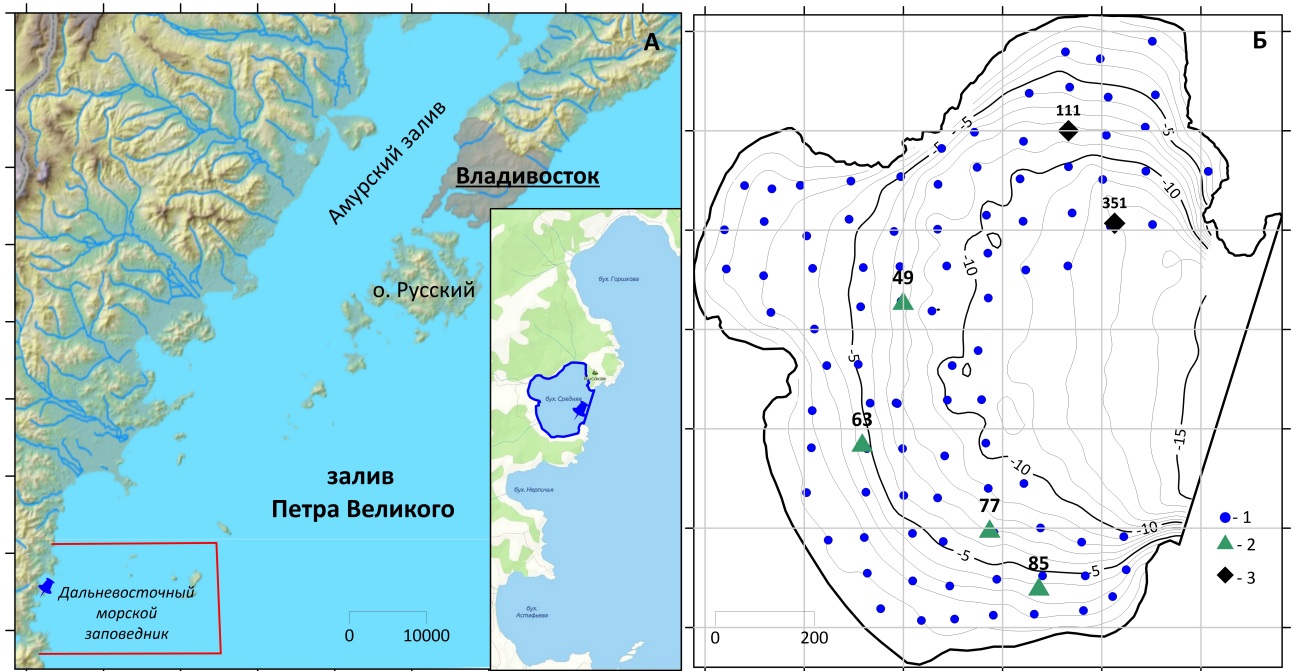 А
Амурский залив
Владивосток
о. Русский
залив
Петра Великого
Дальневосточный
морской
заповедник
0 10000
бух. Горшкова
бух. Средняя
бух. Нерпичья
бух.
Астафьева
Б
111
-5
-5
-5
-10
351
-10
49
-5
63
-15
-10
77
-10
-5
85
-5
- 1
- 2
- 3
0 200